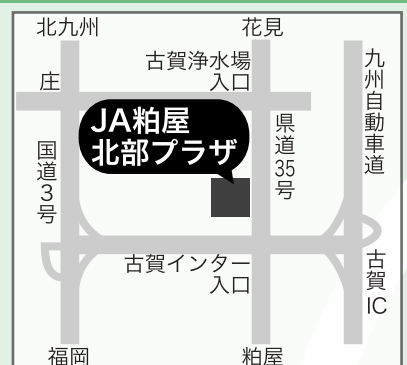 北九州
花見
古賀浄水場
入口
庄
九州自動車道
JA粕屋
北部プラザ
県道35号
国道3号
古賀インター
入口
古賀IC
福岡
粕屋